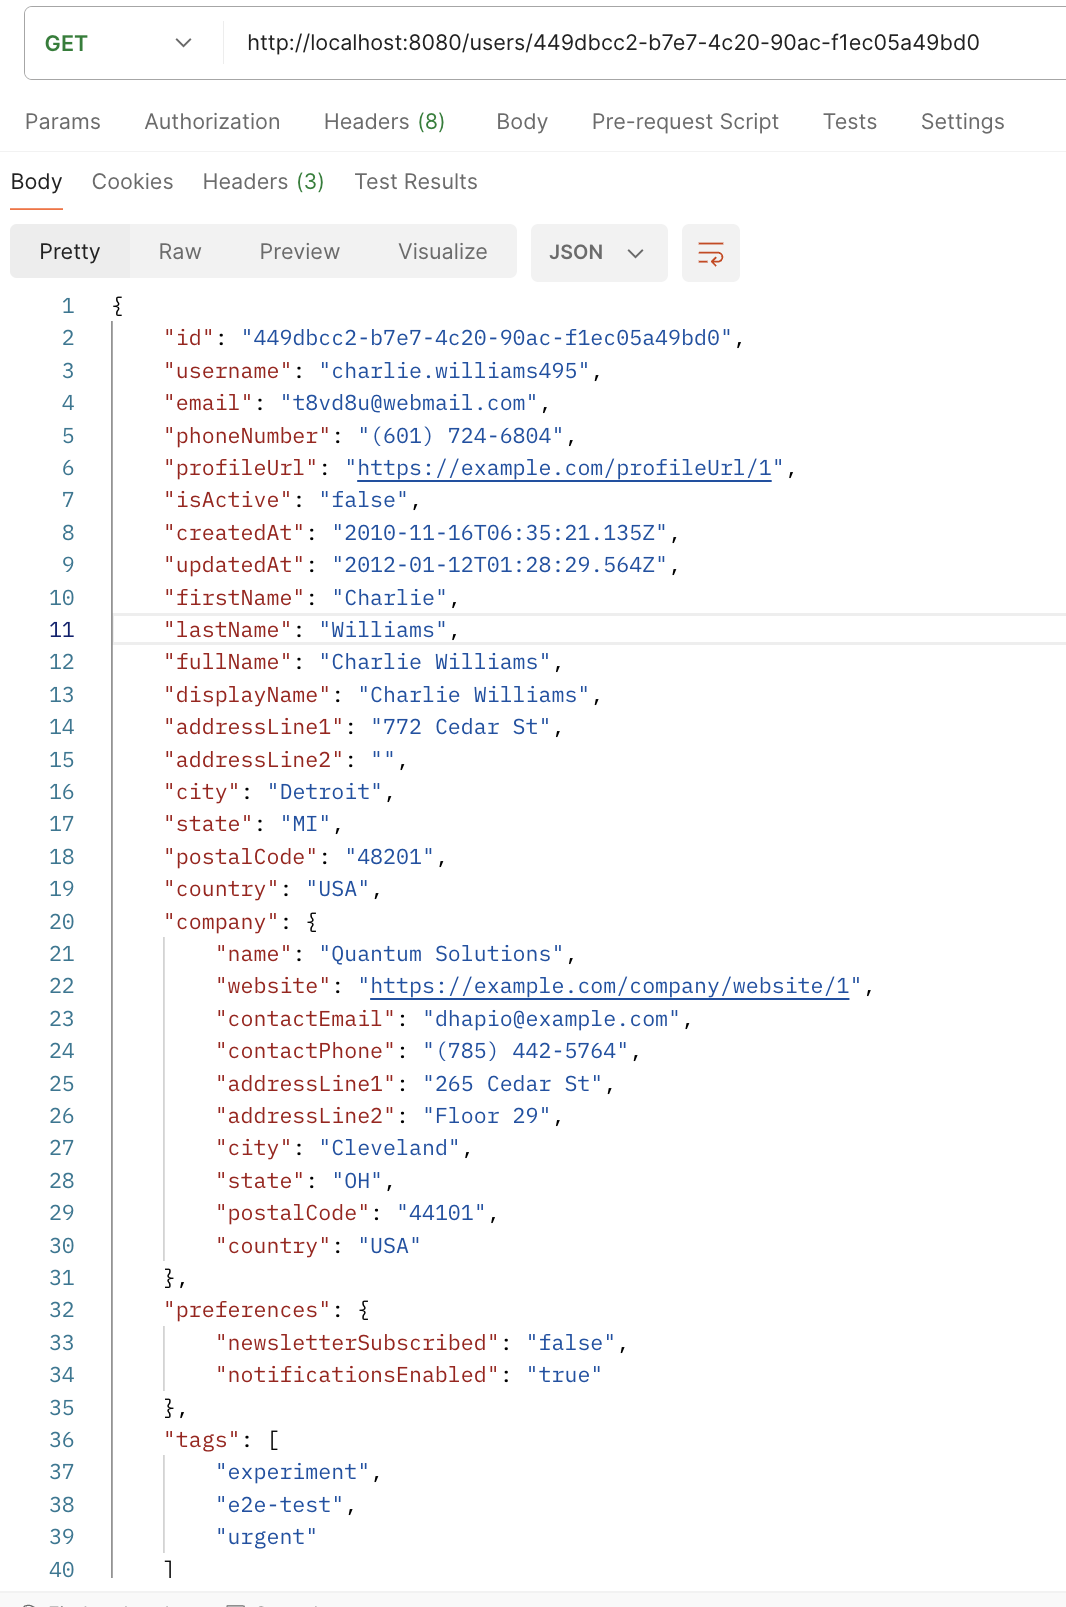 GET http://localhost:8080/users/449dbcc2-b7e7-4c20-90ac-f1ec05a49bd0
Params Authorization Headers (8) Body Pre-request Script Tests Settings
Body Cookies Headers (3) Test Results
Pretty Raw Preview Visualize JSON
1 {
2 "id": "449dbcc2-b7e7-4c20-90ac-f1ec05a49bd0",
3 "username": "charlie.williams495",
4 "email": "t8vd8u@webmail.com",
5 "phoneNumber": "(601) 724-6804",
6 "profileUrl": "https://example.com/profileUrl/1",
7 "isActive": "false",
8 "createdAt": "2010-11-16T06:35:21.135Z",
9 "updatedAt": "2012-01-12T01:28:29.564Z",
10 "firstName": "Charlie",
11 "lastName": "Williams",
12 "fullName": "Charlie Williams",
13 "displayName": "Charlie Williams",
14 "addressLine1": "772 Cedar St",
15 "addressLine2": "",
16 "city": "Detroit",
17 "state": "MI",
18 "postalCode": "48201",
19 "country": "USA",
20 "company": {
21 "name": "Quantum Solutions",
22 "website": "https://example.com/company/website/1",
23 "contactEmail": "dhapio@example.com",
24 "contactPhone": "(785) 442-5764",
25 "addressLine1": "265 Cedar St",
26 "addressLine2": "Floor 29",
27 "city": "Cleveland",
28 "state": "OH",
29 "postalCode": "44101",
30 "country": "USA"
31 },
32 "preferences": {
33 "newsletterSubscribed": "false",
34 "notificationsEnabled": "true"
35 },
36 "tags": [
37 "experiment",
38 "e2e-test",
39 "urgent"
40 ]